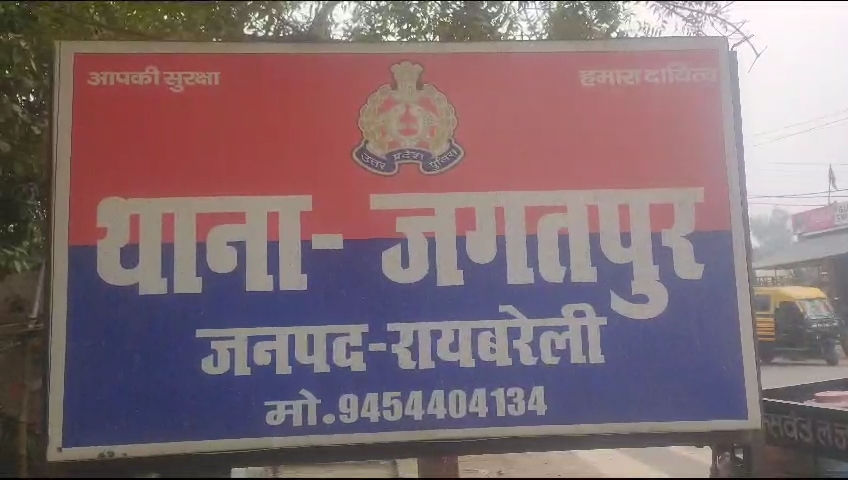 आपकी सुरक्षा
हमारा दायित्व
उत्तर प्रदेश पुलिस
थाना- जगतपुर
जनपद-रायबरेली
मो.9454404134